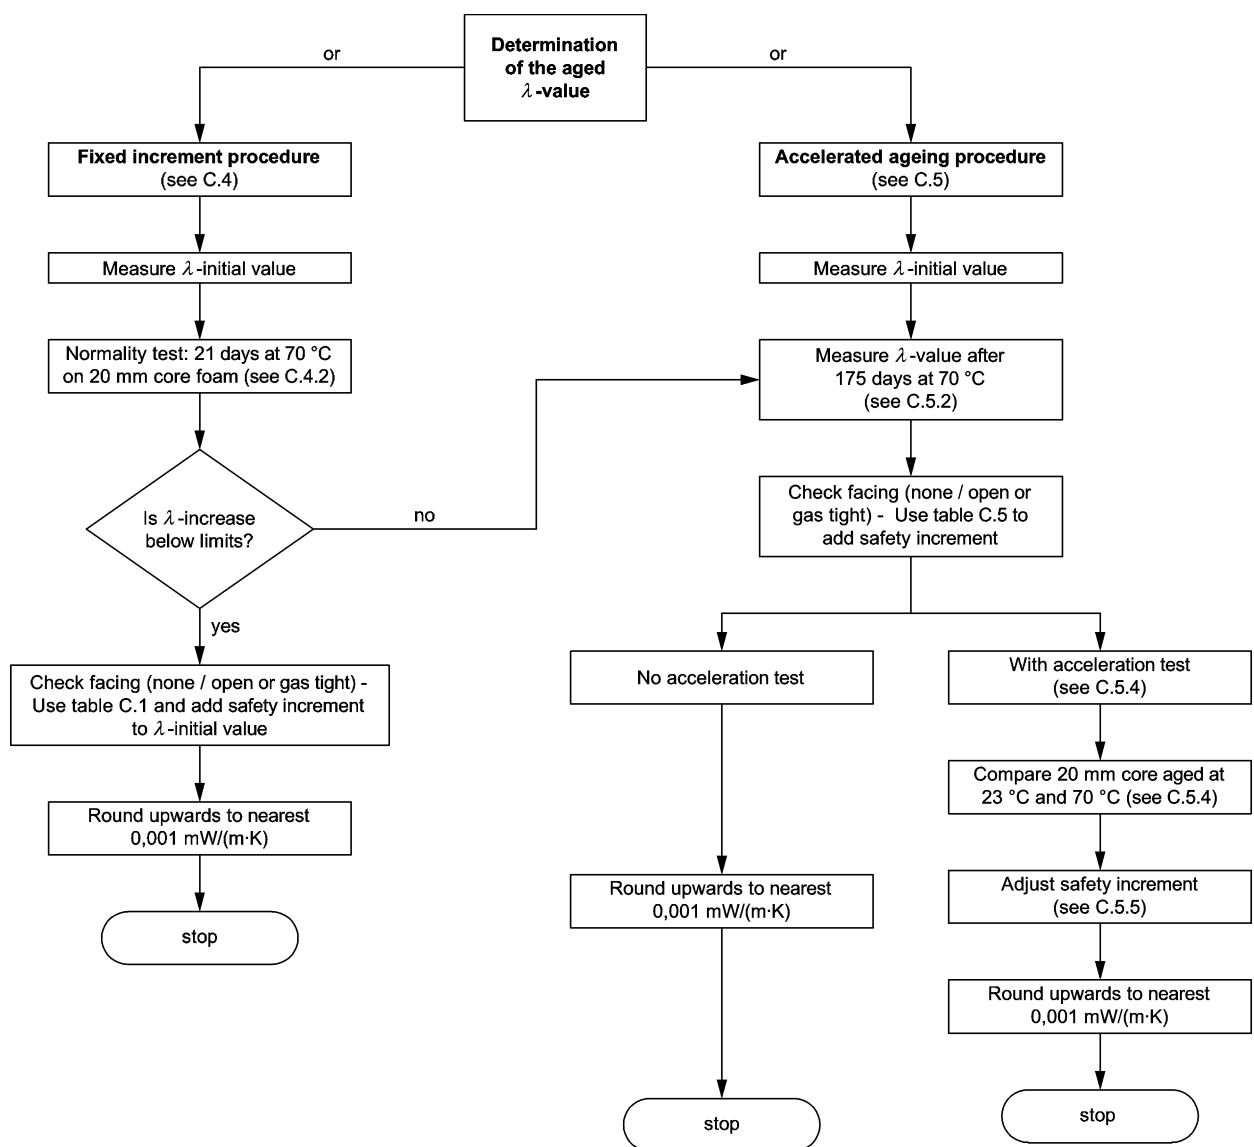 Determination
of the aged
λ-value
or
or
Fixed increment procedure
(see C.4)
Measure λ-initial value
Normality test: 21 days at 70 °C
on 20 mm core foam (see C.4.2)
Is λ-increase
below limits?
no
yes
Check facing (none / open or gas tight) -
Use table C.1 and add safety increment
to λ-initial value
Round upwards to nearest
0,001 mW/(m·K)
stop
Accelerated ageing procedure
(see C.5)
Measure λ-initial value
Measure λ-value after
175 days at 70 °C
(see C.5.2)
Check facing (none / open or
gas tight) - Use table C.5 to
add safety increment
No acceleration test
Round upwards to nearest
0,001 mW/(m·K)
stop
With acceleration test
(see C.5.4)
Compare 20 mm core aged at
23 °C and 70 °C (see C.5.4)
Adjust safety increment
(see C.5.5)
Round upwards to nearest
0,001 mW/(m·K)
stop